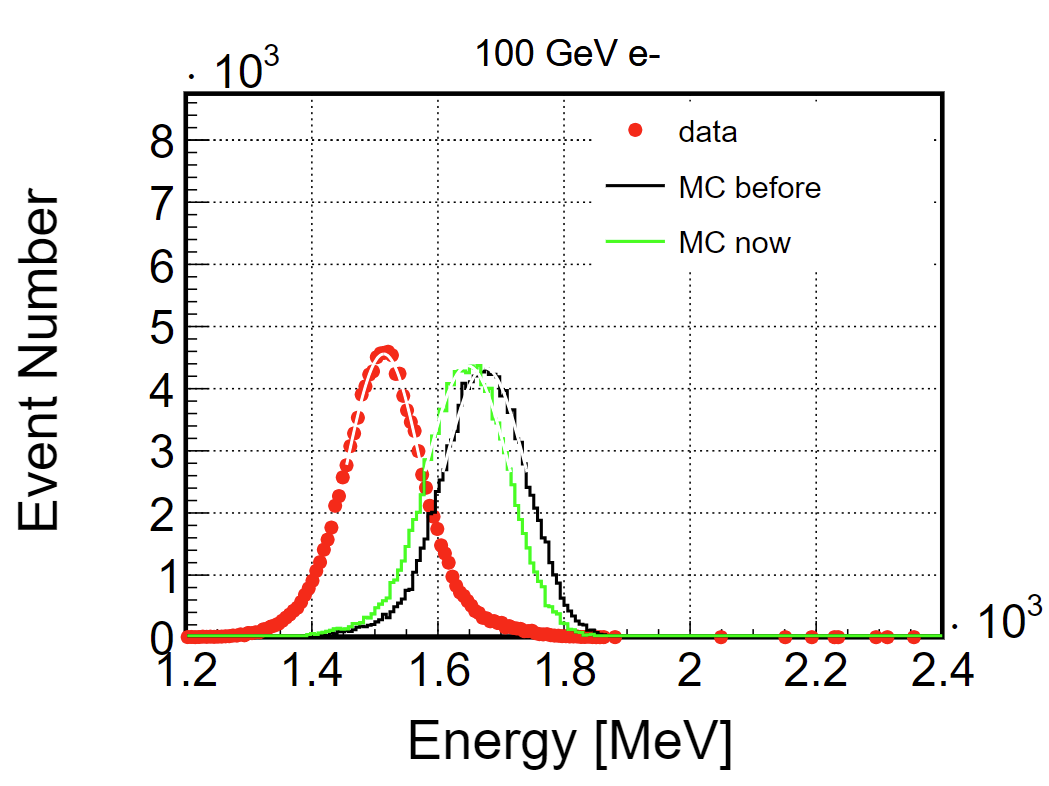 100 GeV e-
· 10³
data
MC before
MC now
Event Number
8
7
6
5
4
3
2
1
0
1.2 1.4 1.6 1.8 2 2.2 2.4
· 10³
Energy [MeV]